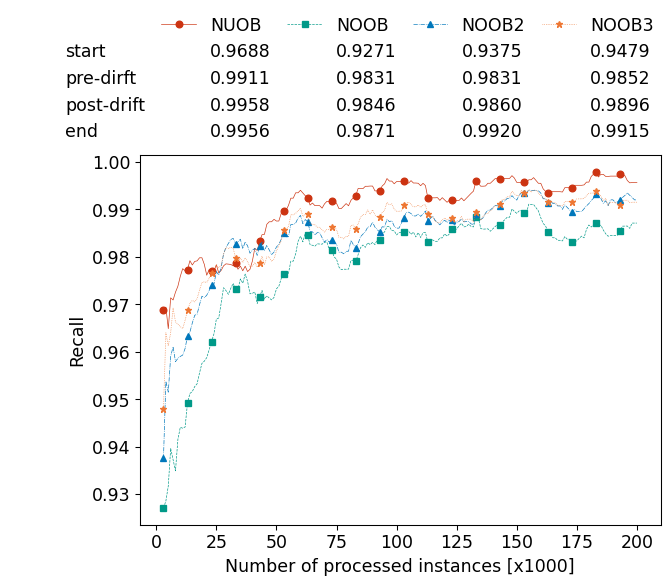 NUOB NOOB NOOB2 NOOB3
start 0.9688 0.9271 0.9375 0.9479
pre-dirft 0.9911 0.9831 0.9831 0.9852
post-drift 0.9958 0.9846 0.9860 0.9896
end 0.9956 0.9871 0.9920 0.9915
1.00
0.99
0.98
0.97
0.96
0.95
0.94
0.93
Recall
0 25 50 75 100 125 150 175 200
Number of processed instances [x1000]